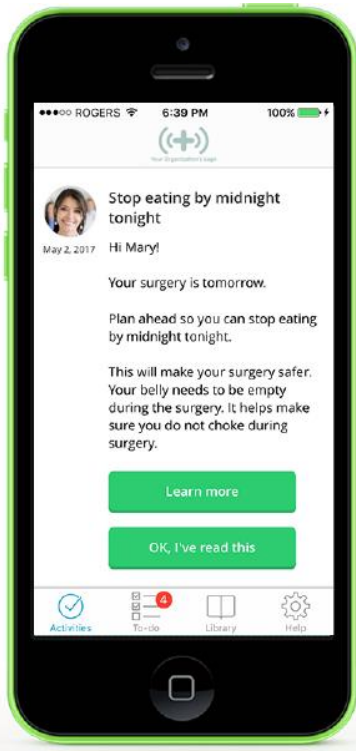 ROGERS 6:39 PM 100%
Your Organization's Logo
Stop eating by midnight
tonight
May 2, 2017
Hi Mary!
Your surgery is tomorrow.
Plan ahead so you can stop eating
by midnight tonight.
This will make your surgery safer.
Your belly needs to be empty
during the surgery. It helps make
sure you do not choke during
surgery.
Learn more
OK, I've read this
4
Activities To-do Library Help